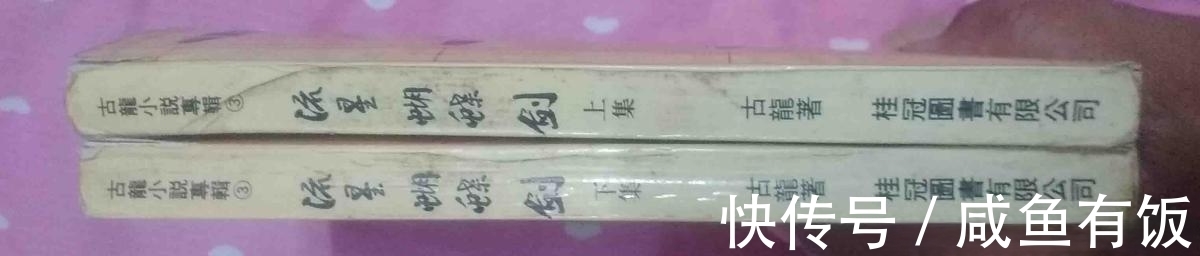 古龍小説專輯③ 流星蝴蝶劍 上集 古龍著 桂冠圖書有限公司
古龍小説專輯③ 流星蝴蝶劍 下集 古龍著 桂冠圖書有限公司
快传号 / 咸鱼有饭